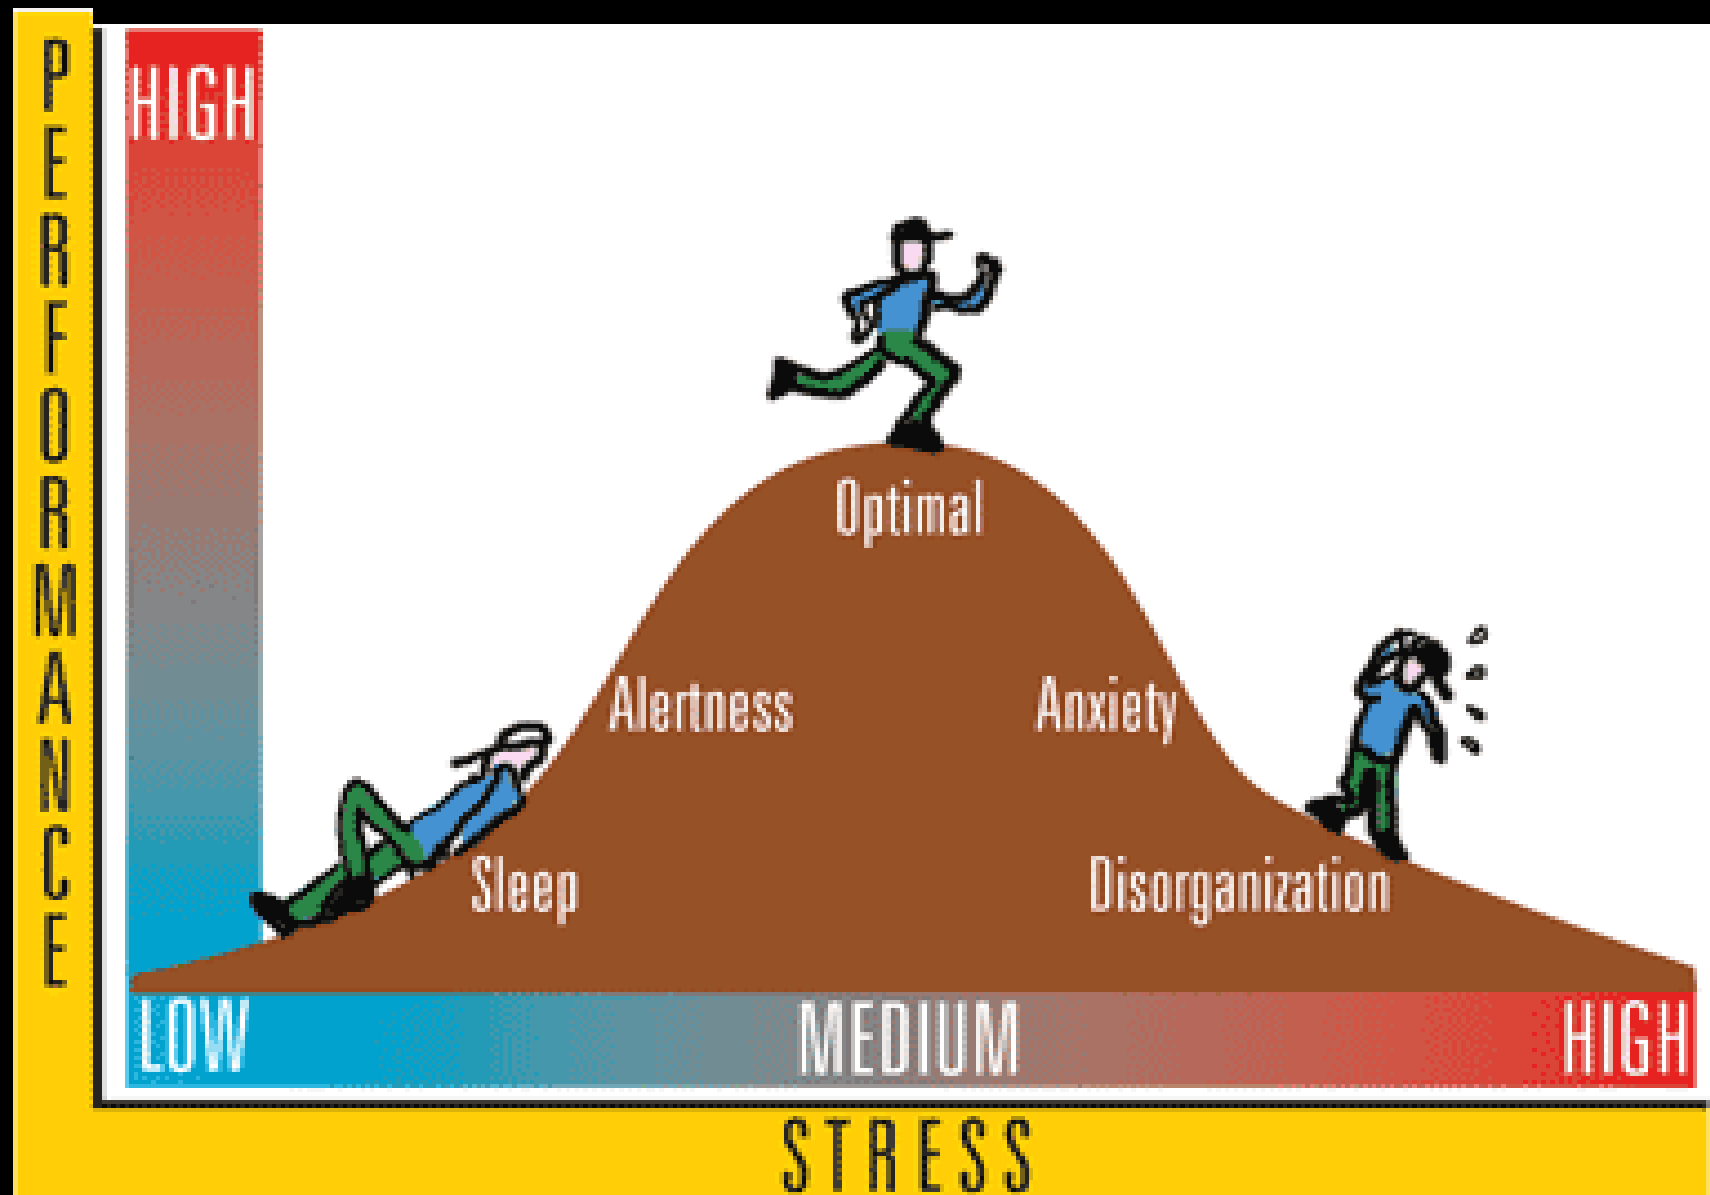 PERFORMANCE
HIGH
Optimal
Alertness
Anxiety
Sleep
Disorganization
LOW
MEDIUM
HIGH
STRESS